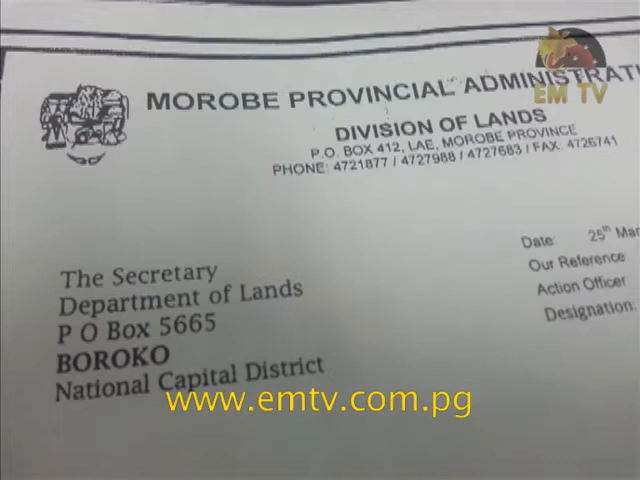 EM TV
MOROBE PROVINCIAL ADMINISTRATI
DIVISION OF LANDS
P.O. BOX 412, LAE, MOROBE PROVINCE
PHONE: 4721877 / 4727988 / 4727683 / FAX: 4726741
Date: 25th Mar
Our Reference:
Action Officer:
Designation:
The Secretary
Department of Lands
P O Box 5665
BOROKO
National Capital District
www.emtv.com.pg